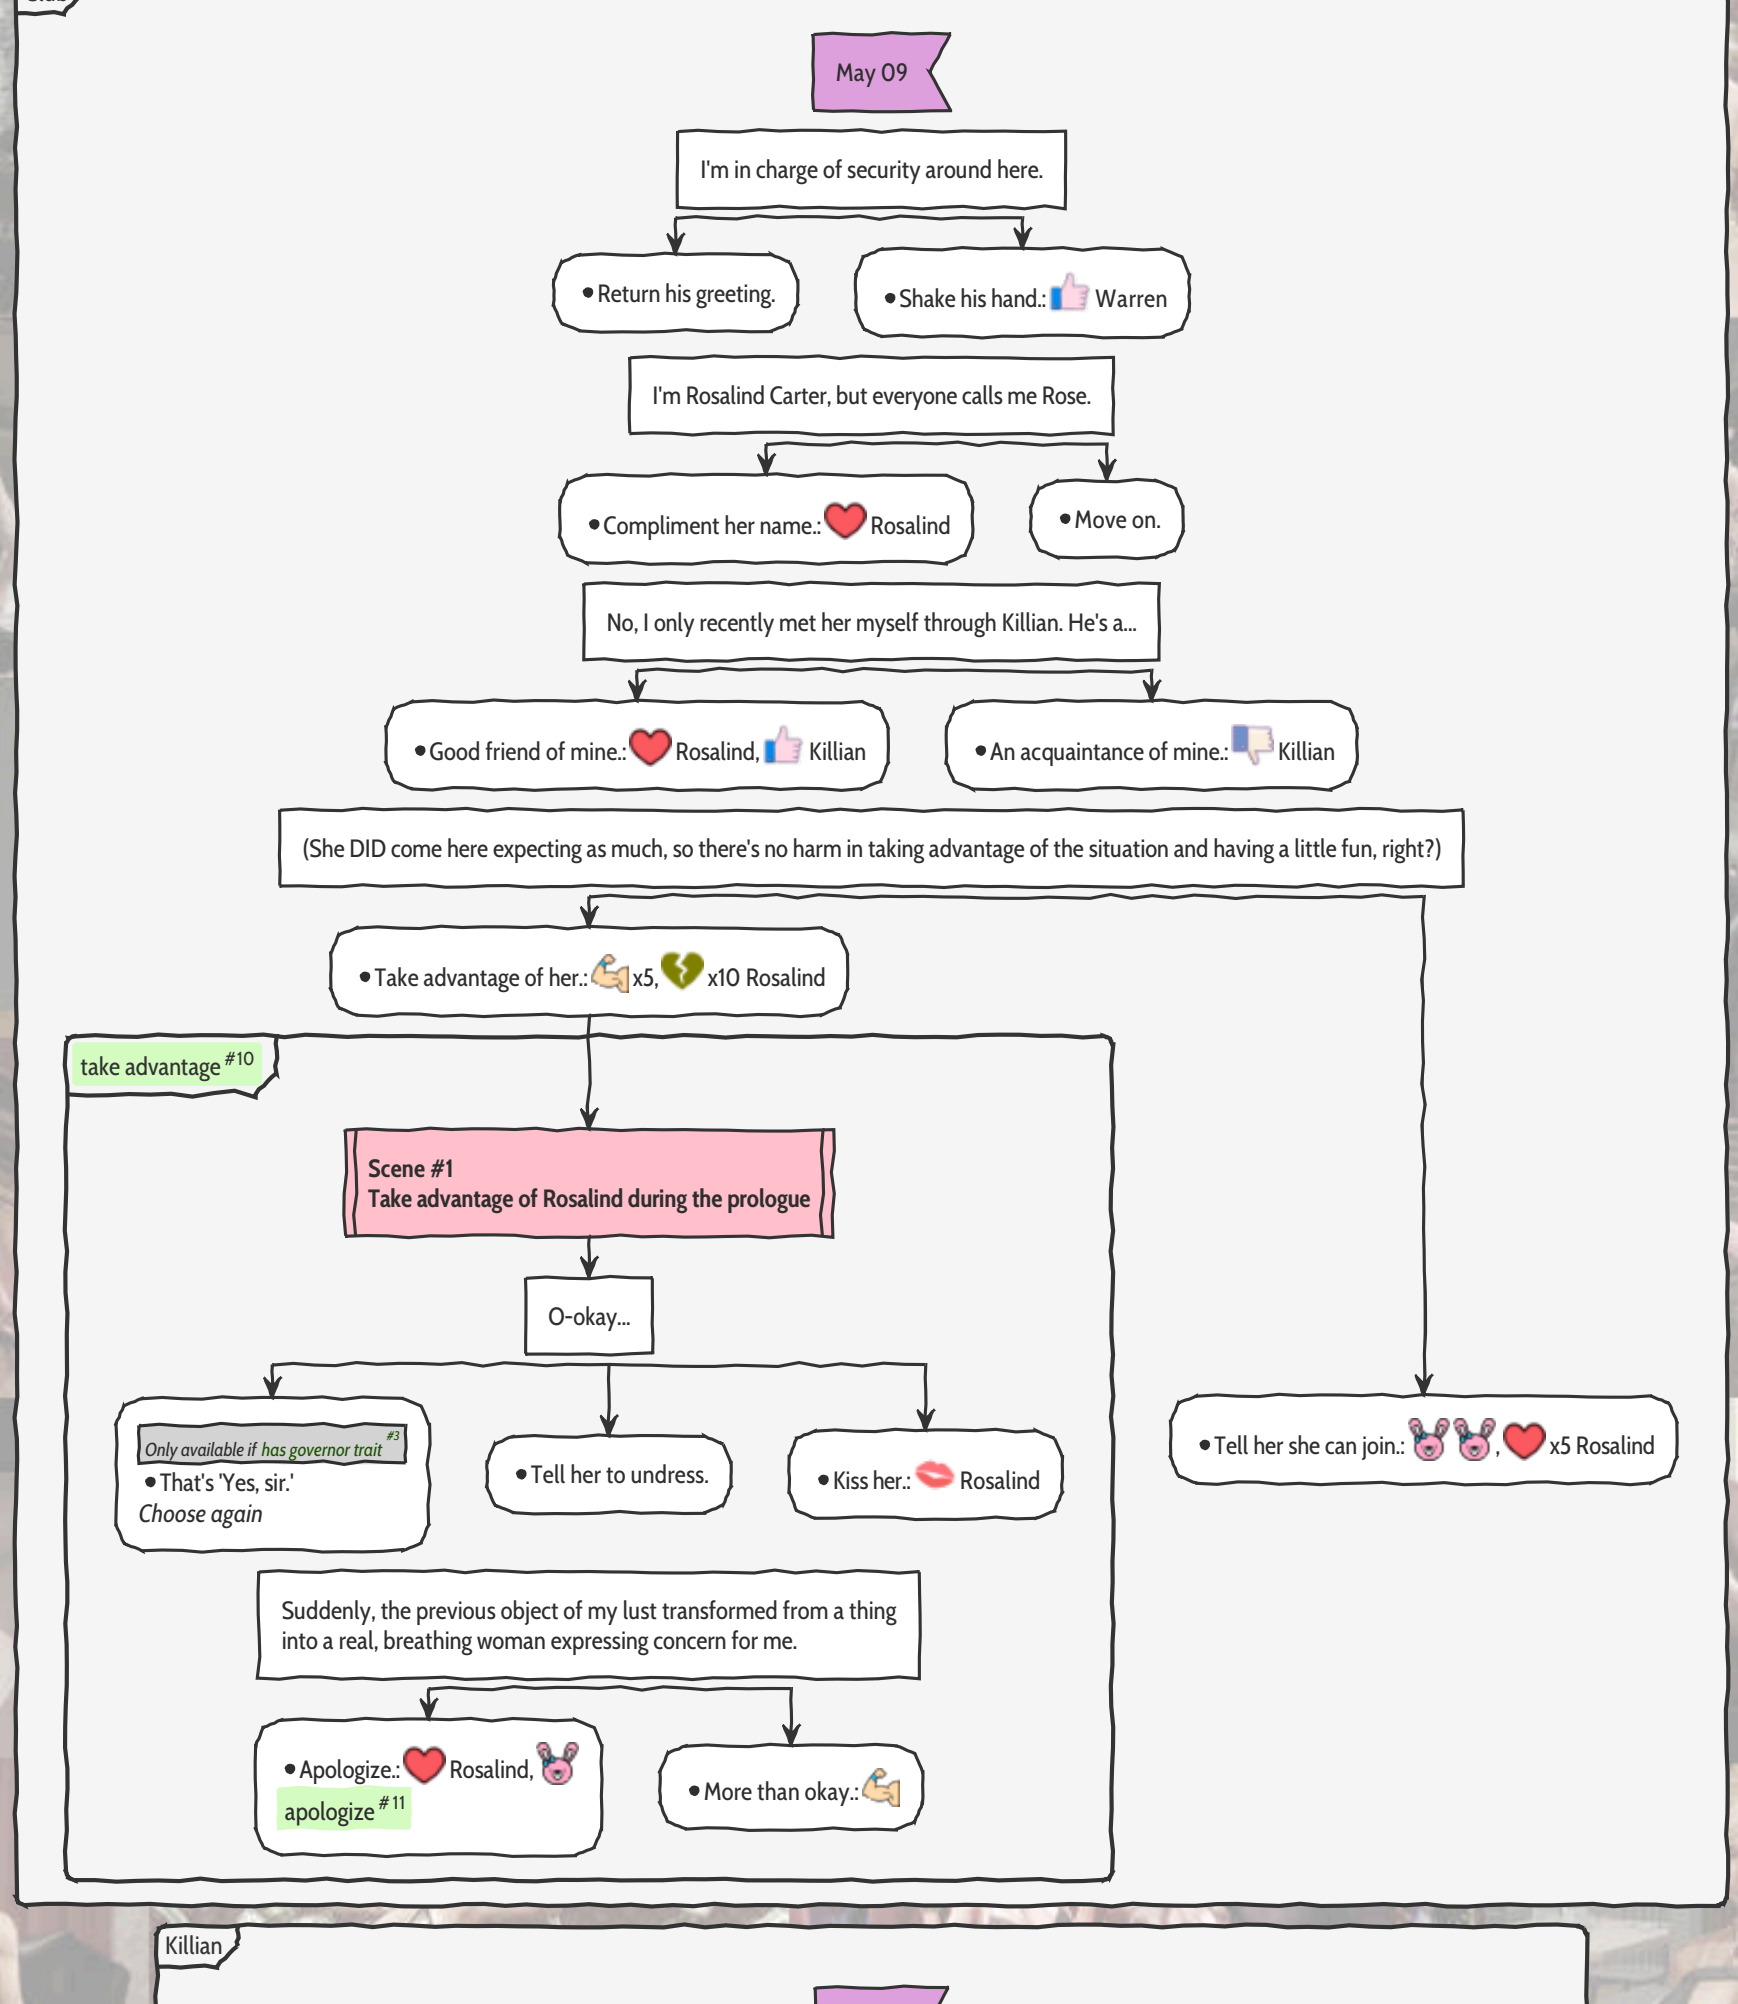 Club
May 09
I'm in charge of security around here.
•Return his greeting.
•Shake his hand.: Warren
I'm Rosalind Carter, but everyone calls me Rose.
•Compliment her name.: Rosalind
•Move on.
No, I only recently met her myself through Killian. He's a...
•Good friend of mine.: Rosalind, Killian
•An acquaintance of mine.: Killian
(She DID come here expecting as much, so there's no harm in taking advantage of the situation and having a little fun, right?)
•Take advantage of her.: x5, x10 Rosalind
take advantage #10
Scene #1
Take advantage of Rosalind during the prologue
O-okay...
Only available if has governor trait #3
•That's 'Yes, sir.'
Choose again
•Tell her to undress.
•Kiss her.: Rosalind
•Tell her she can join.: , x5 Rosalind
Suddenly, the previous object of my lust transformed from a thing
into a real, breathing woman expressing concern for me.
•Apologize.: Rosalind,
apologize #11
•More than okay.:
Killian